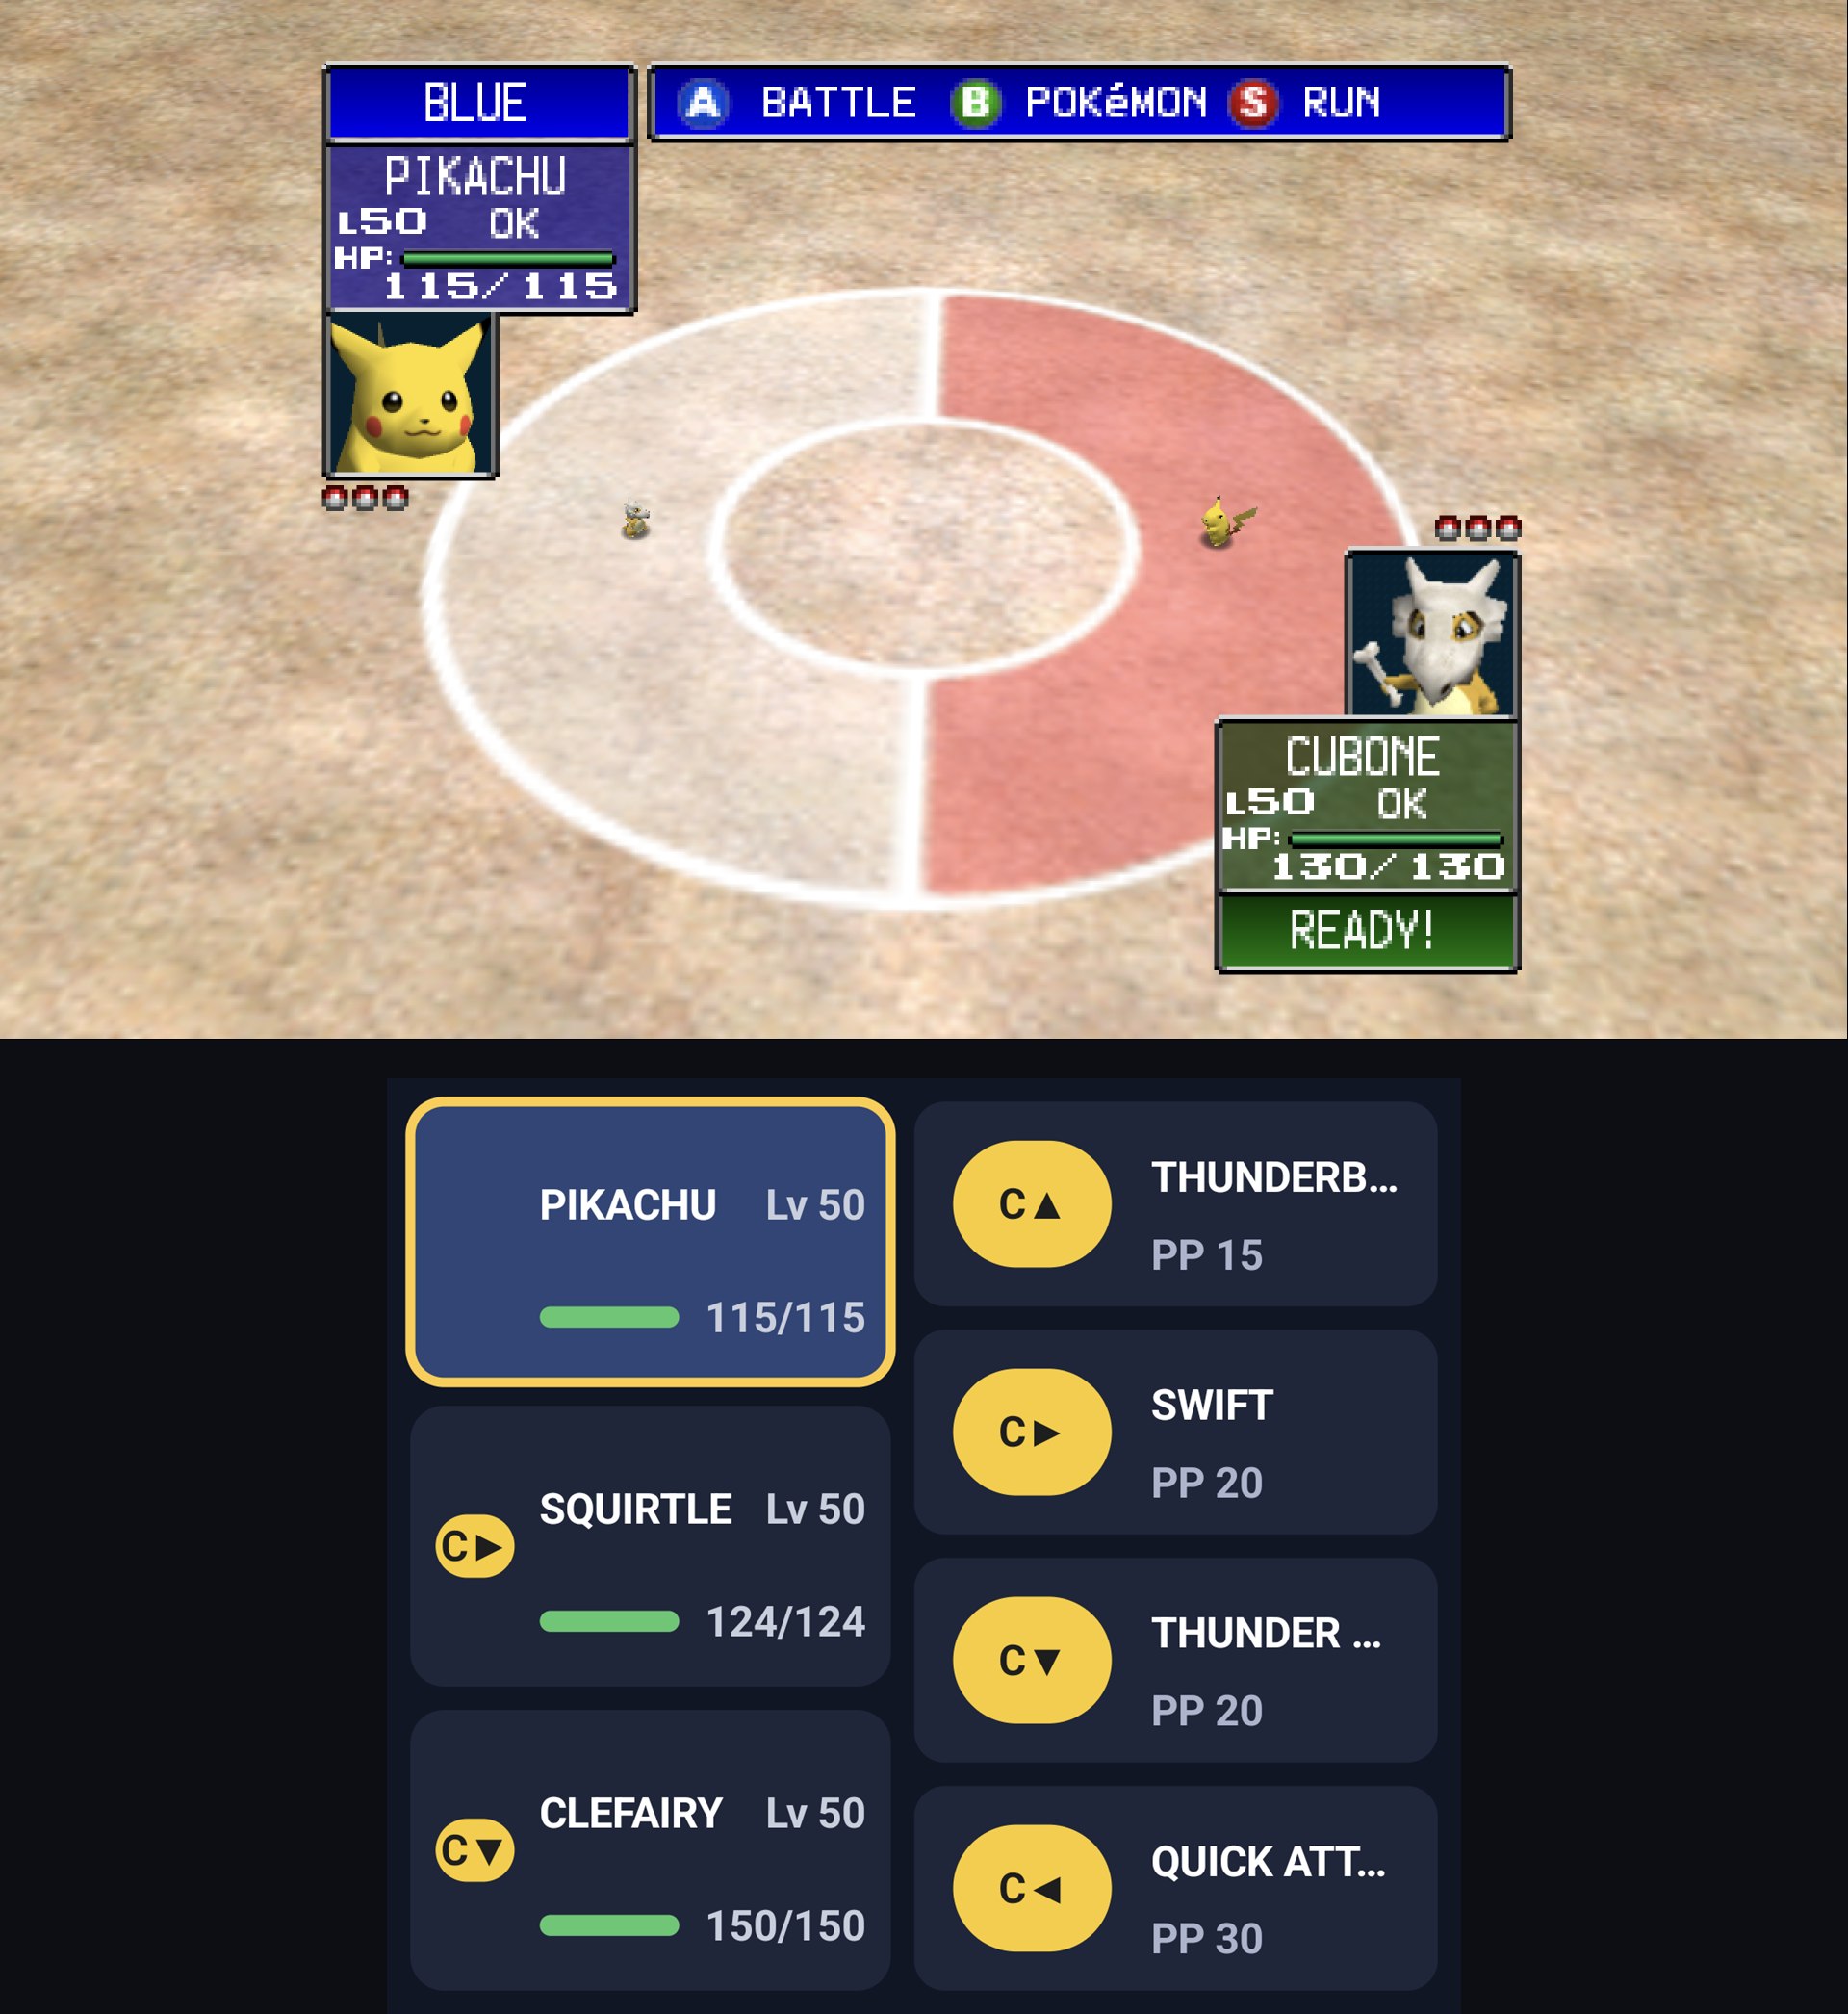 BLUE
A BATTLE B POKéMON S RUN
PIKACHU
L50 OK
HP:
115/115
CUBONE
L50 OK
HP:
130/130
READY!
PIKACHU Lv 50
115/115
C▶ SQUIRTLE Lv 50
124/124
C▼ CLEFAIRY Lv 50
150/150
C▲ THUNDERB...
PP 15
C▶ SWIFT
PP 20
C▼ THUNDER ...
PP 20
C◀ QUICK ATT...
PP 30